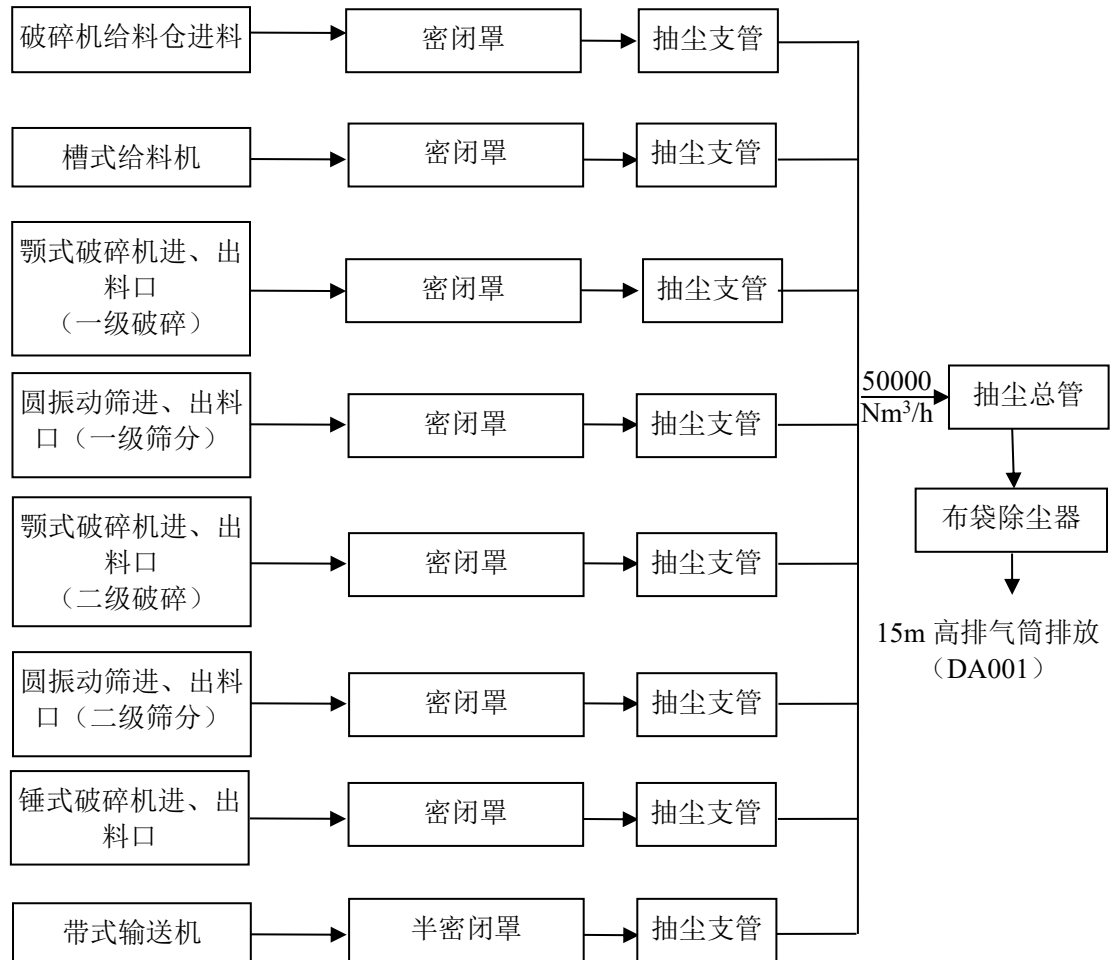 破碎机给料仓进料
密闭罩
抽尘支管
槽式给料机
密闭罩
抽尘支管
颚式破碎机进、出
料口
（一级破碎）
密闭罩
抽尘支管
圆振动筛进、出料
口（一级筛分）
密闭罩
抽尘支管
50000
Nm³/h
抽尘总管
颚式破碎机进、出
料口
（二级破碎）
密闭罩
抽尘支管
布袋除尘器
15m 高排气筒排放
（DA001）
圆振动筛进、出料
口（二级筛分）
密闭罩
抽尘支管
锤式破碎机进、出
料口
密闭罩
抽尘支管
带式输送机
半密闭罩
抽尘支管